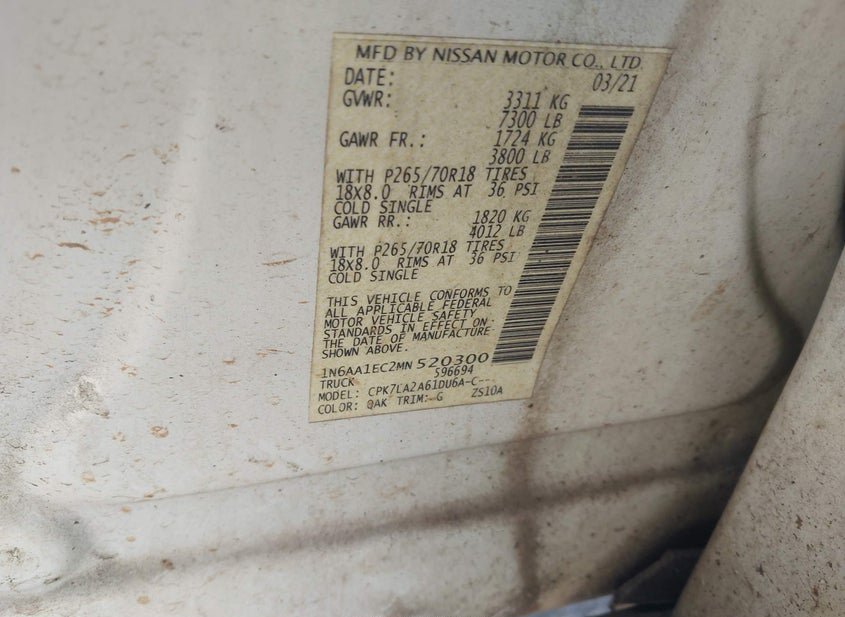 MFD BY NISSAN MOTOR CO., LTD.
DATE: 03/21
GVWR: 3311 KG
7300 LB
GAWR FR.: 1724 KG
3800 LB
WITH P265/70R18 TIRES
18X8.0 RIMS AT 36 PSI
COLD SINGLE
GAWR RR.: 1820 KG
4012 LB
WITH P265/70R18 TIRES
18X8.0 RIMS AT 36 PSI
COLD SINGLE
THIS VEHICLE CONFORMS TO
ALL APPLICABLE FEDERAL
MOTOR VEHICLE SAFETY
STANDARDS IN EFFECT ON
THE DATE OF MANUFACTURE
SHOWN ABOVE.
1N6AA1EC2MN520300
TRUCK 596694
MODEL: CPK7LA2A61DU6A-C---
COLOR: QAK TRIM: G ZS10A